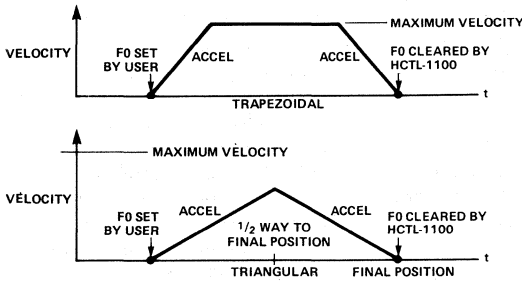 MAXIMUM VELOCITY
VELOCITY
F0 SET
BY USER
ACCEL
ACCEL
F0 CLEARED BY
HCTL-1100
t
TRAPEZOIDAL
MAXIMUM VELOCITY
VELOCITY
F0 SET
BY USER
ACCEL
1/2 WAY TO
FINAL POSITION
ACCEL
F0 CLEARED BY
HCTL-1100
t
TRIANGULAR
FINAL POSITION